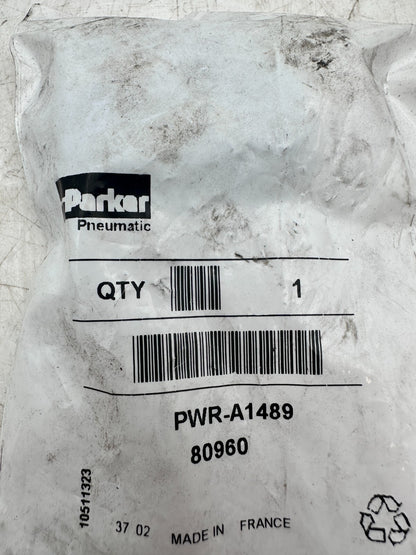 Parker
Pneumatic
QTY 1
PWR-A1489
80960
10511323
37 02 MADE IN FRANCE